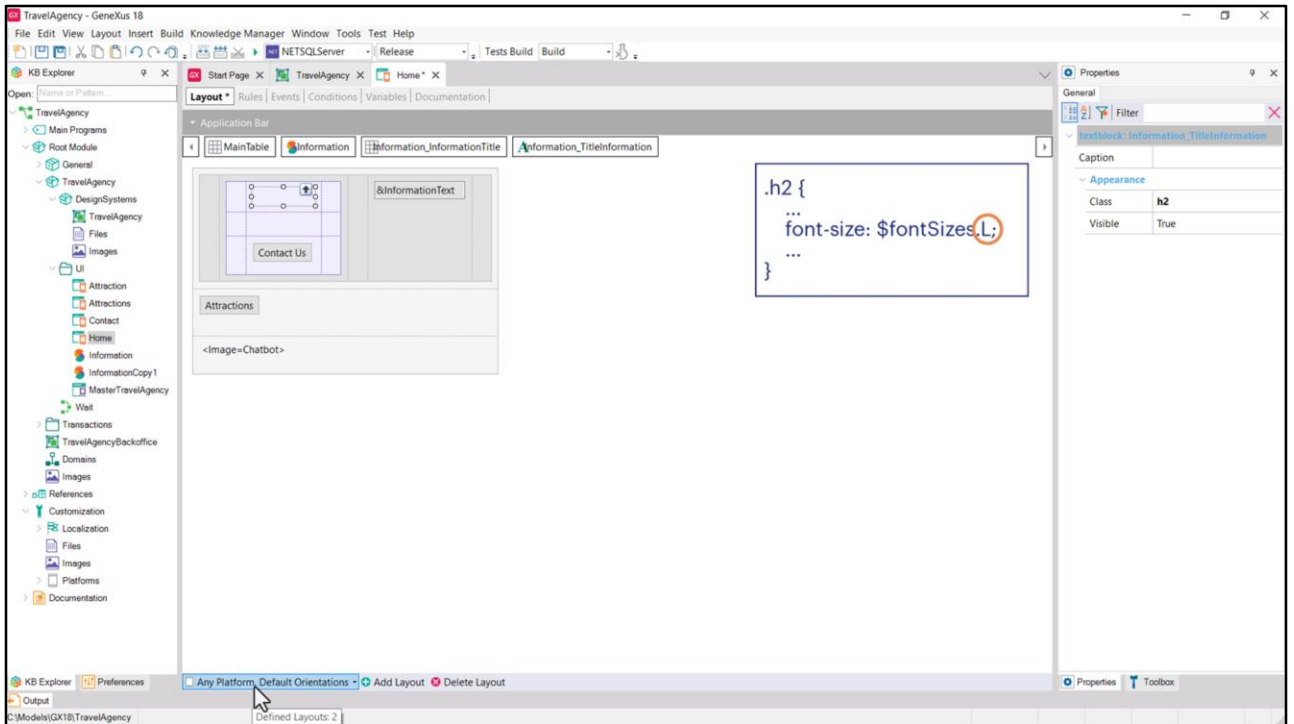 TravelAgency - GeneXus 18
File Edit View Layout Insert Build Knowledge Manager Window Tools Test Help
NETSQLServer Release Tests Build Build
KB Explorer
Open: Name or Pattern...
TravelAgency
Main Programs
Root Module
General
TravelAgency
DesignSystems
TravelAgency
Files
Images
UI
Attraction
Attractions
Contact
Home
Information
InformationCopy1
MasterTravelAgency
Wait
Transactions
TravelAgencyBackoffice
Domains
Images
References
Customization
Localization
Files
Images
Platforms
Documentation
KB Explorer Preferences
Start Page TravelAgency Home*
Layout * Rules Events Conditions Variables Documentation
Application Bar
MainTable Information Information_InformationTitle Information_TitleInformation
&InformationText
Contact Us
Attractions
<Image=Chatbot>
.h2 {
...
font-size: $fontSizes.L;
...
}
Any Platform, Default Orientations Add Layout Delete Layout
Defined Layouts: 2
Properties
General
Filter
textblock: Information_TitleInformation
Caption
Appearance
Class h2
Visible True
Properties Toolbox
Output
C:\Models\GX18\TravelAgency